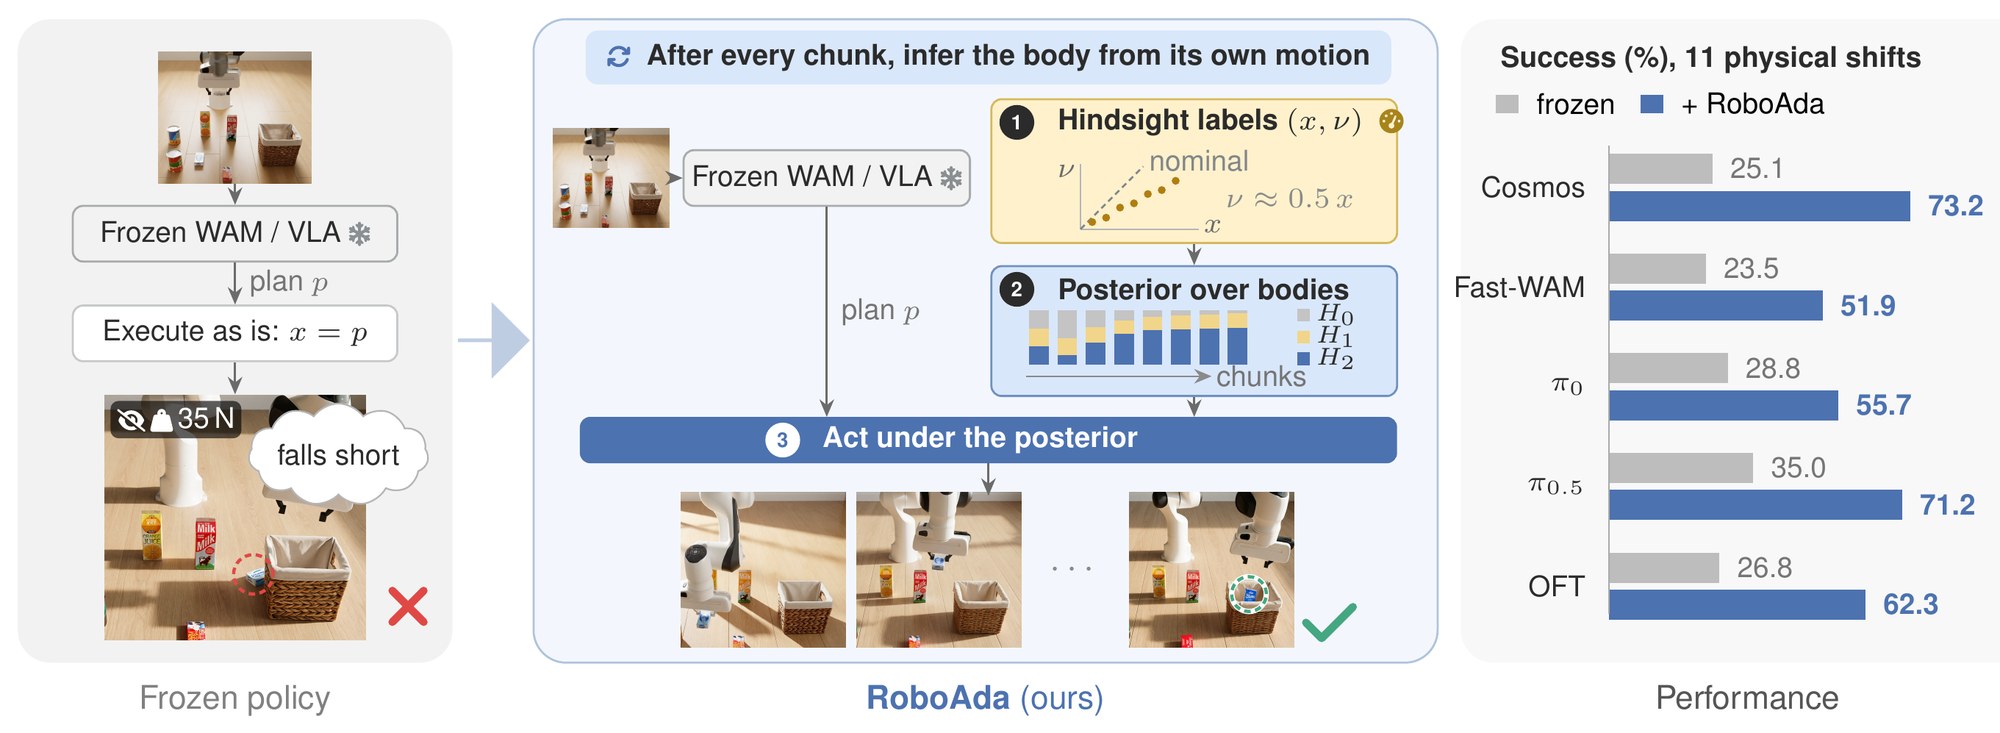 Frozen WAM / VLA
plan p
Execute as is: x = p
35 N
falls short
Milk
Milk
Frozen policy
After every chunk, infer the body from its own motion
Frozen WAM / VLA
plan p
1 Hindsight labels (x, ν)
ν
nominal
ν ≈ 0.5 x
x
2 Posterior over bodies
H₀
H₁
H₂
chunks
3 Act under the posterior
. . .
RoboAda (ours)
Success (%), 11 physical shifts
frozen + RoboAda
Cosmos 25.1
73.2
Fast-WAM 23.5
51.9
π₀ 28.8
55.7
π₀.₅ 35.0
71.2
OFT 26.8
62.3
Performance